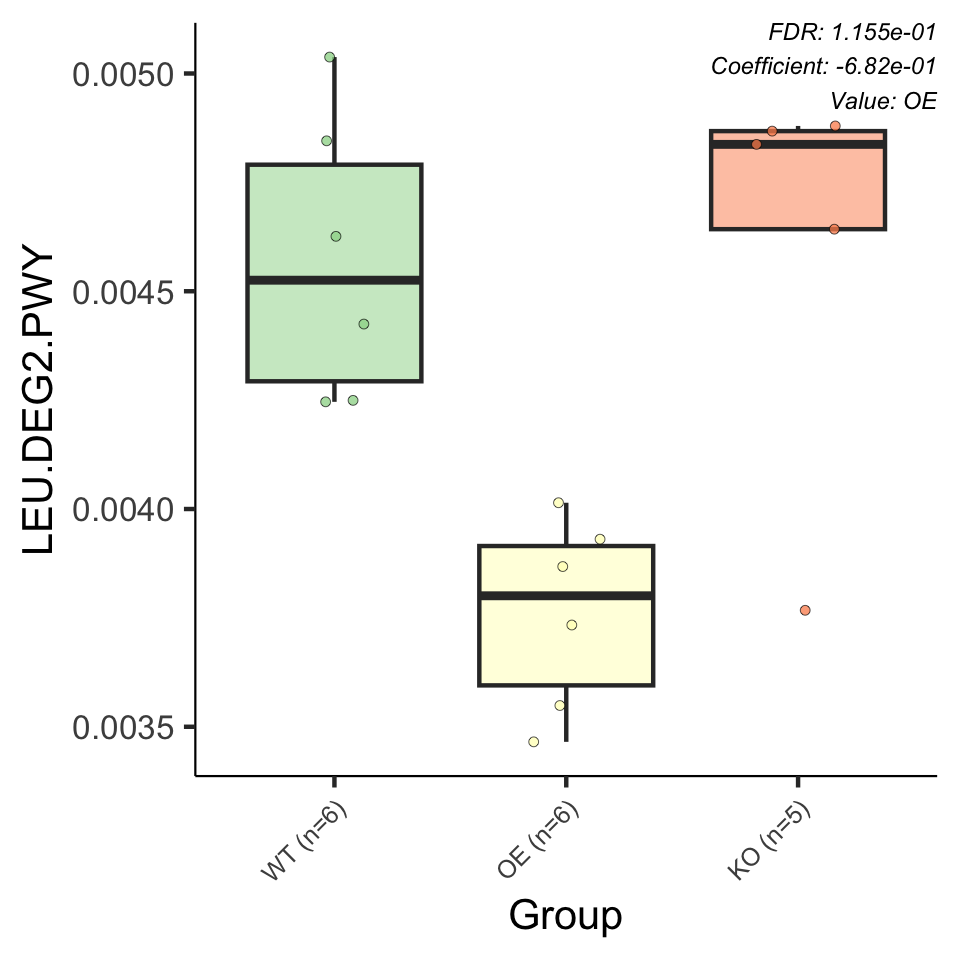 FDR: 1.155e-01
Coefficient: -6.82e-01
Value: OE
LEU.DEG2.PWY
0.0050
0.0045
0.0040
0.0035
WT (n=6)
OE (n=6)
KO (n=5)
Group